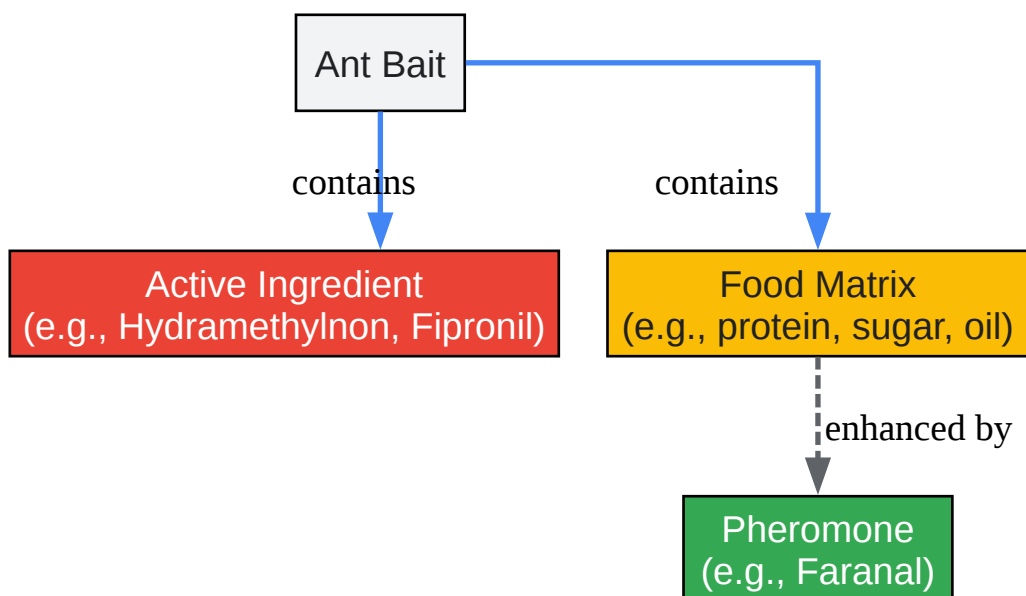 Ant Bait
contains
contains
Active Ingredient
(e.g., Hydramethylnon, Fipronil)
Food Matrix
(e.g., protein, sugar, oil)
enhanced by
Pheromone
(e.g., Faranal)